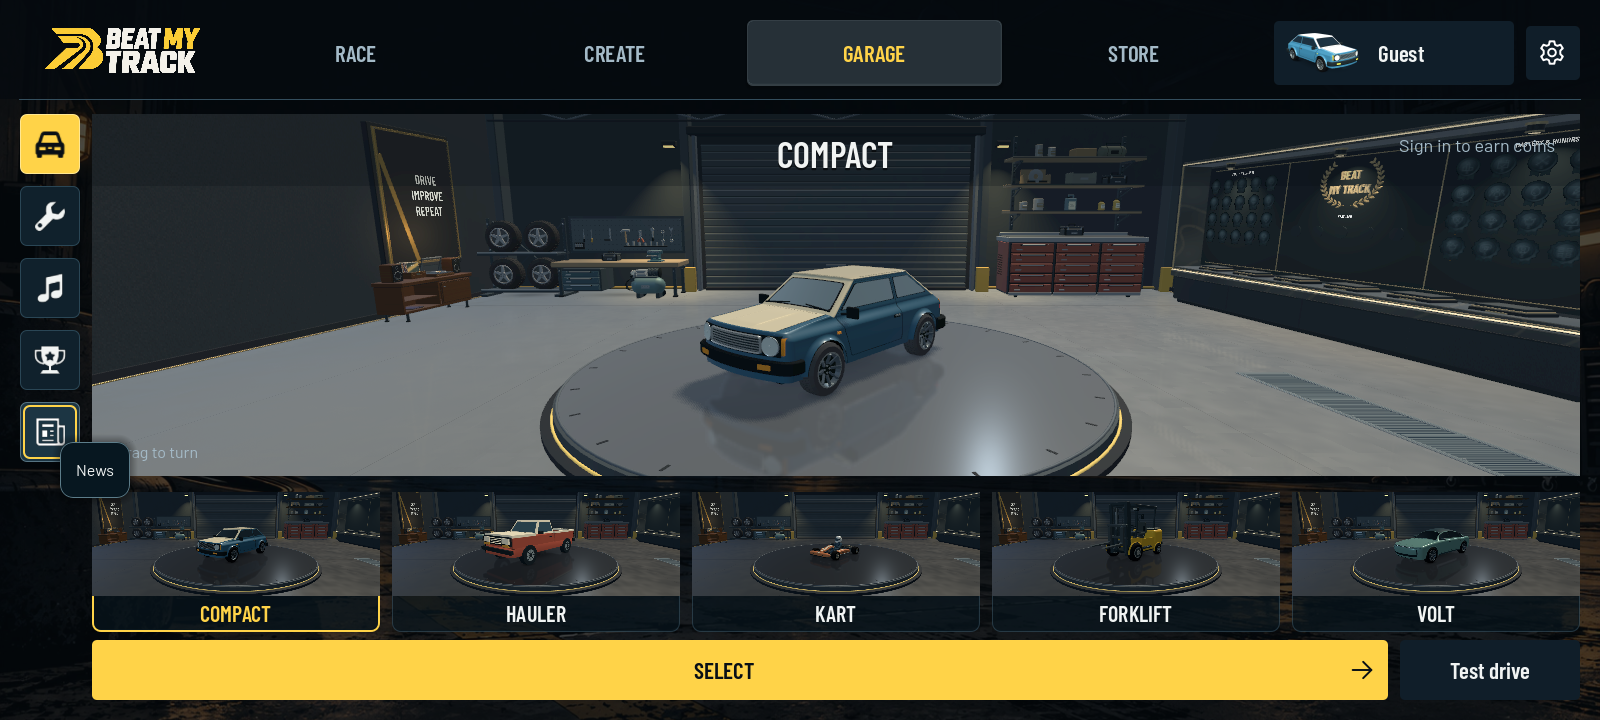 BEAT MY TRACK
RACE
CREATE
GARAGE
STORE
Guest
COMPACT
Sign in to earn coins
DRIVE
IMPROVE
REPEAT
BEAT
MY TRACK
ag to turn
News
COMPACT
HAULER
KART
FORKLIFT
VOLT
SELECT
Test drive